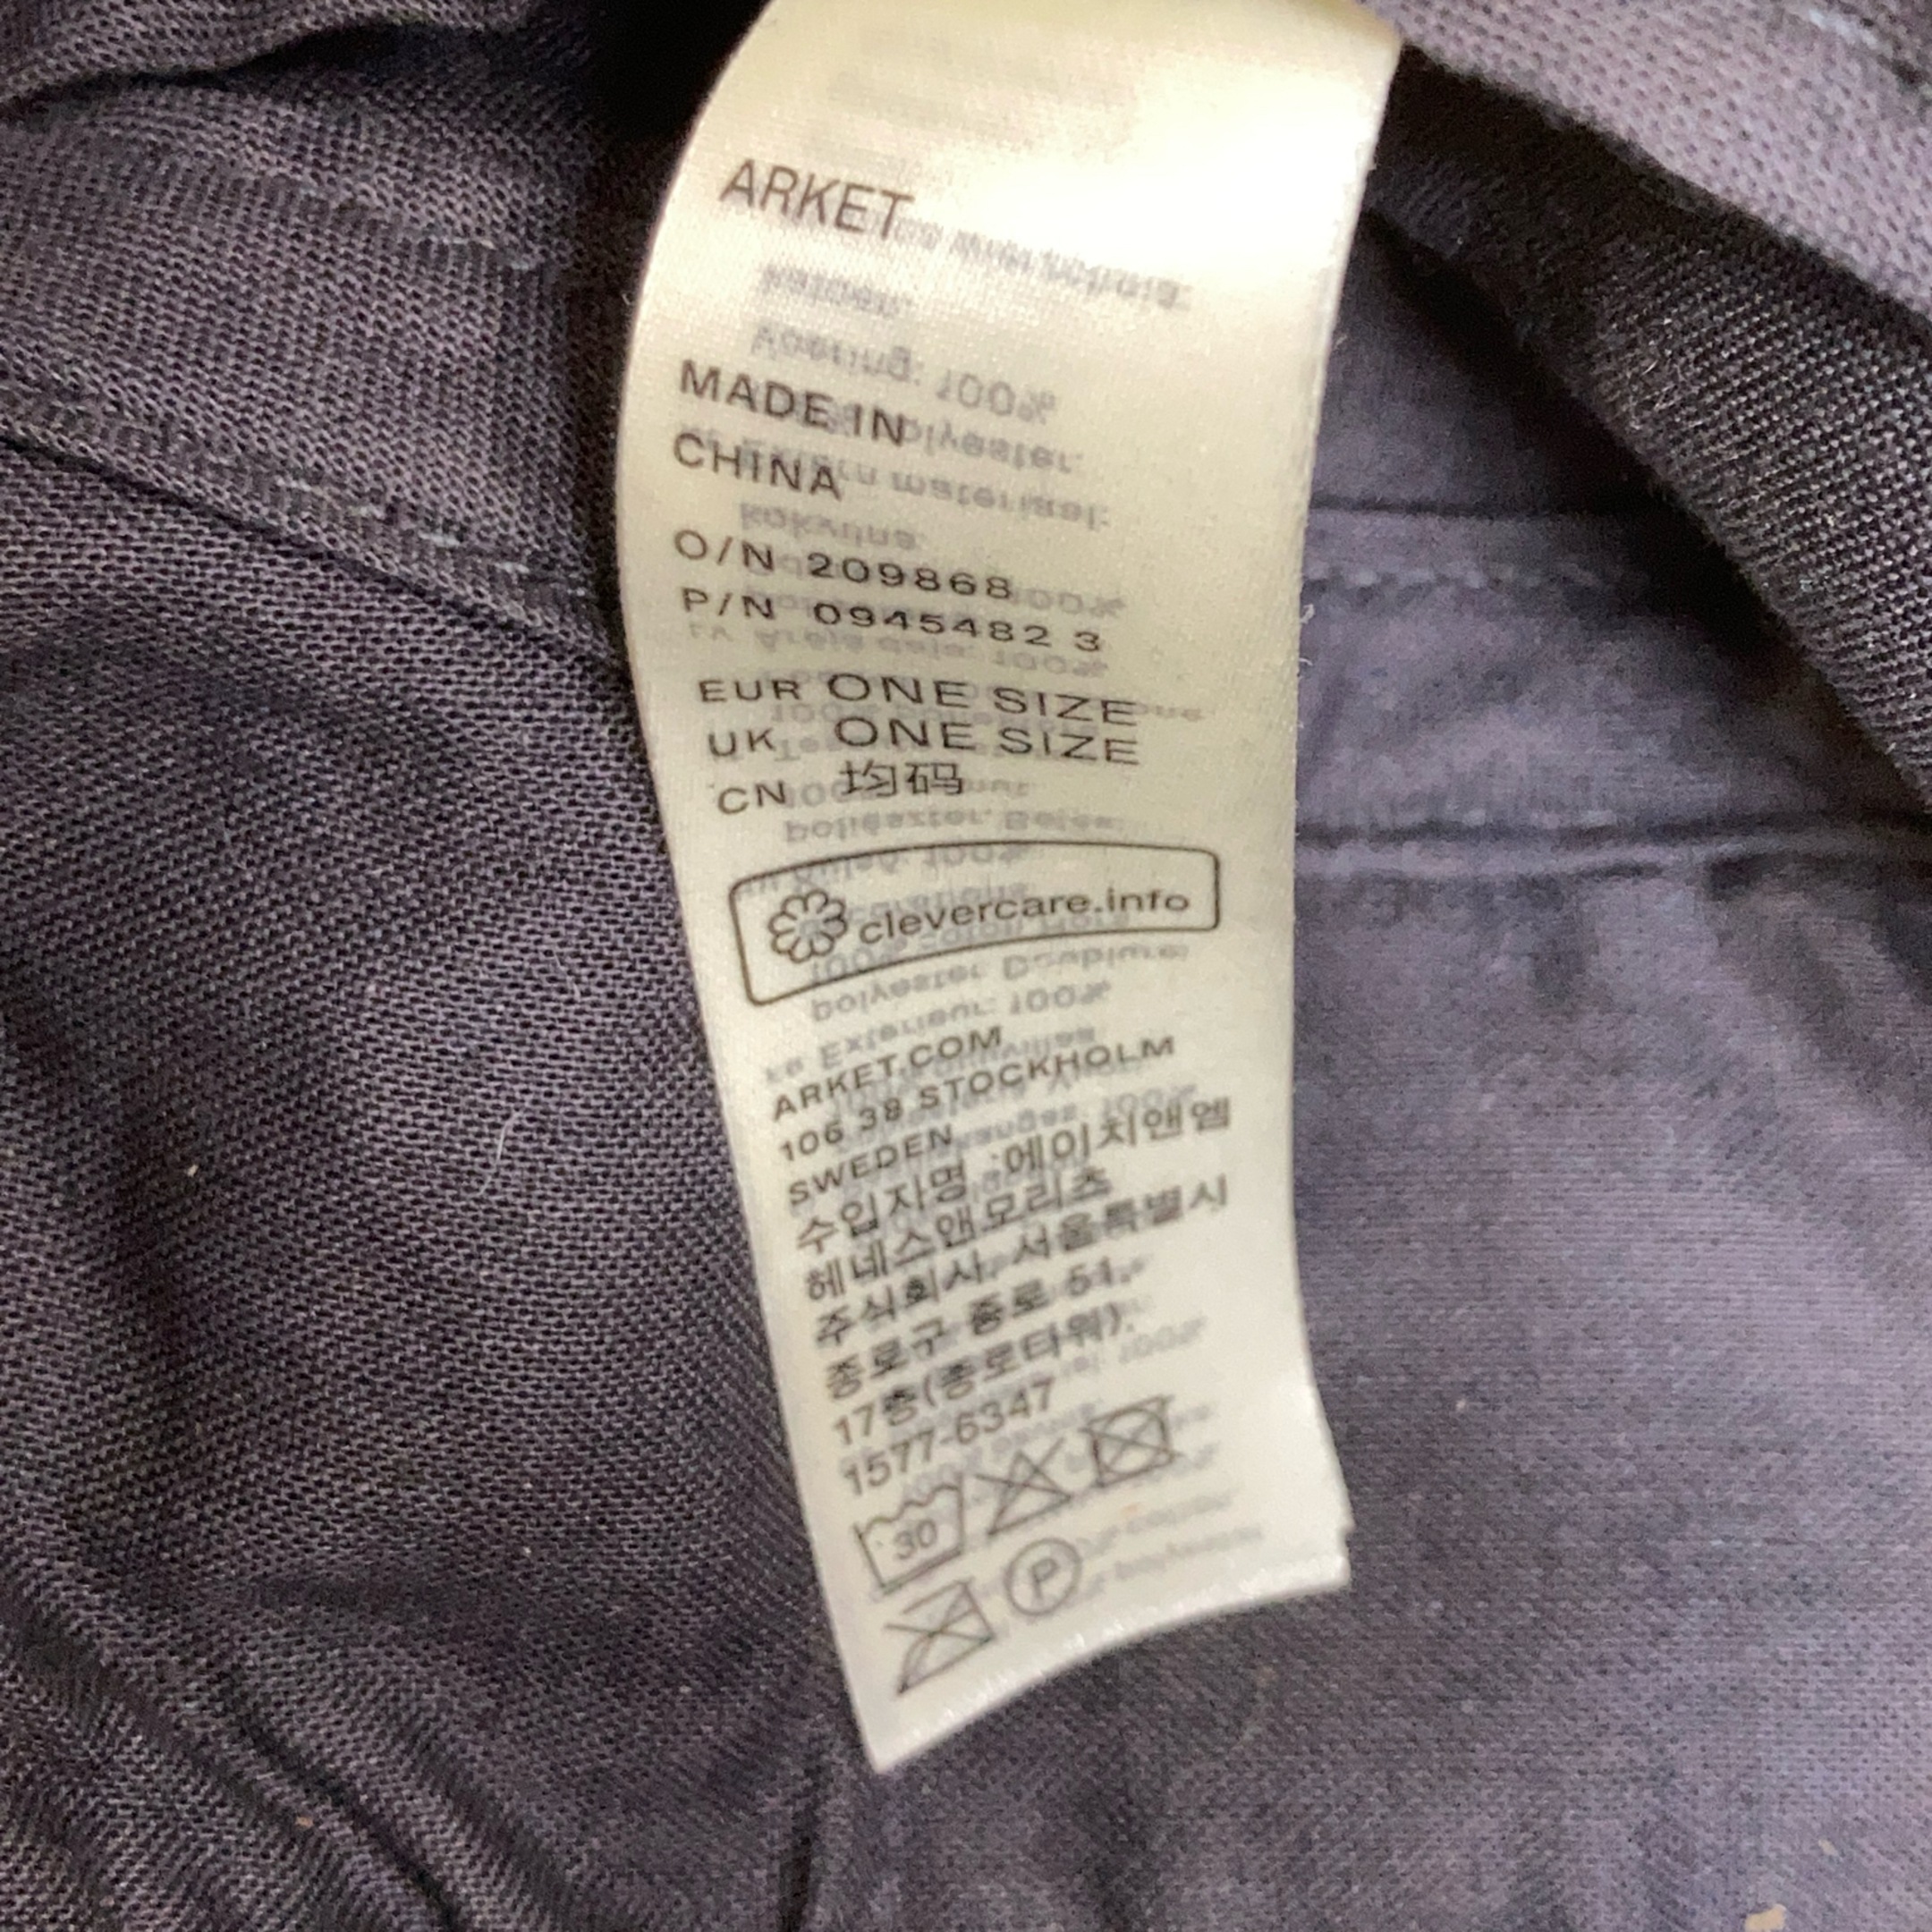 ARKET
MADE IN
CHINA
O/N 209868
P/N 0945482 3
EUR ONE SIZE
UK ONE SIZE
CN 均码
clevercare.info
ARKET.COM
106 38 STOCKHOLM
SWEDEN
수입자명 :에이치앤엠
헤네스앤모리츠
주식회사, 서울특별시
종로구 종로 51,
17층(종로타워).
1577-6347
30
P